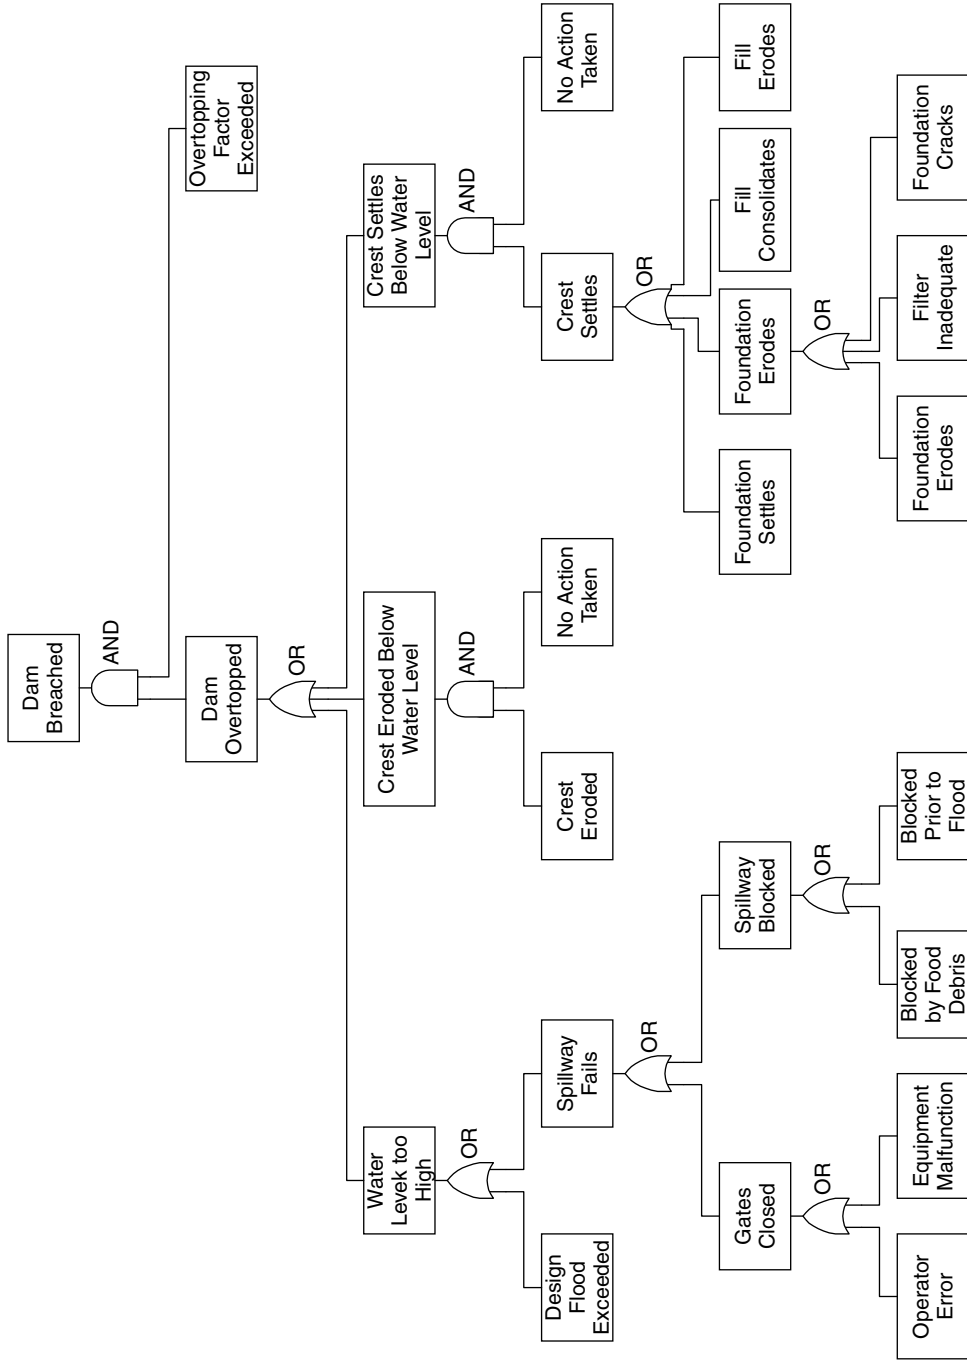 Dam
Breached
AND
Dam
Overtopped
Overtopping
Factor
Exceeded
OR
Water
Levek too
High
Crest Eroded Below
Water Level
Crest Settles
Below Water
Level
OR
AND
AND
Design
Flood
Exceeded
Spillway
Fails
Crest
Eroded
No Action
Taken
Crest
Settles
No Action
Taken
OR
OR
Gates
Closed
Spillway
Blocked
Foundation
Settles
Foundation
Erodes
Fill
Consolidates
Fill
Erodes
OR
OR
OR
Operator
Error
Equipment
Malfunction
Blocked
by Food
Debris
Blocked
Prior to
Flood
Foundation
Erodes
Filter
Inadequate
Foundation
Cracks